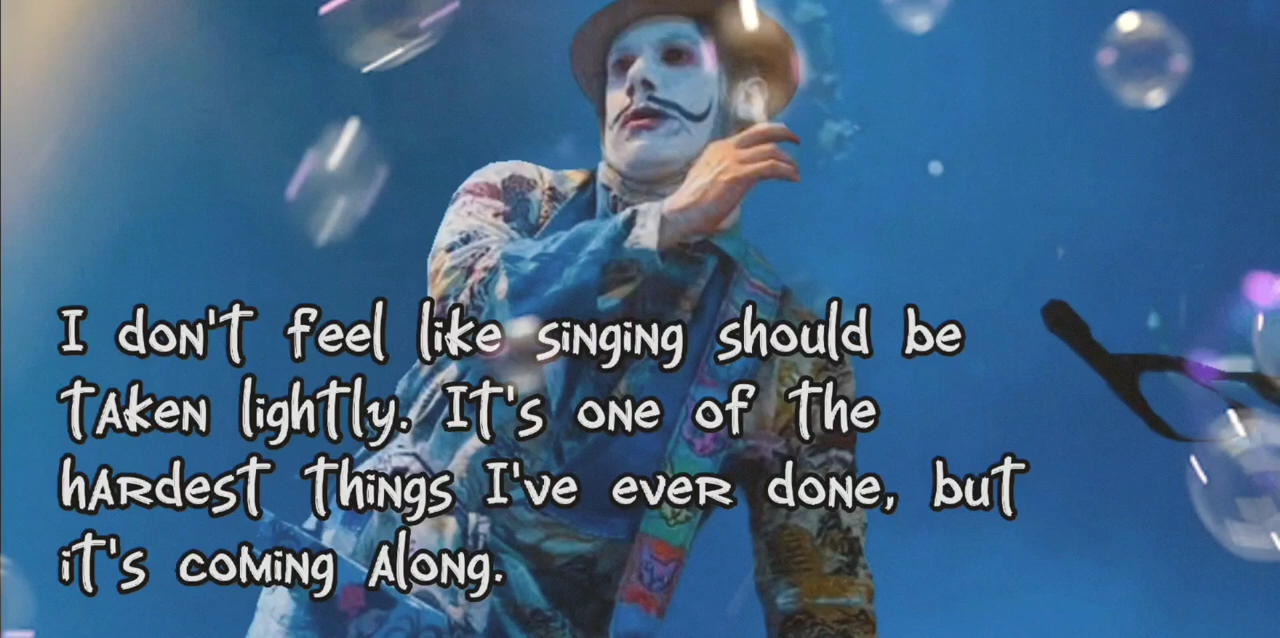 I don't feel like singing should be
taken lightly. It's one of the
hardest things I've ever done, but
it's coming along.